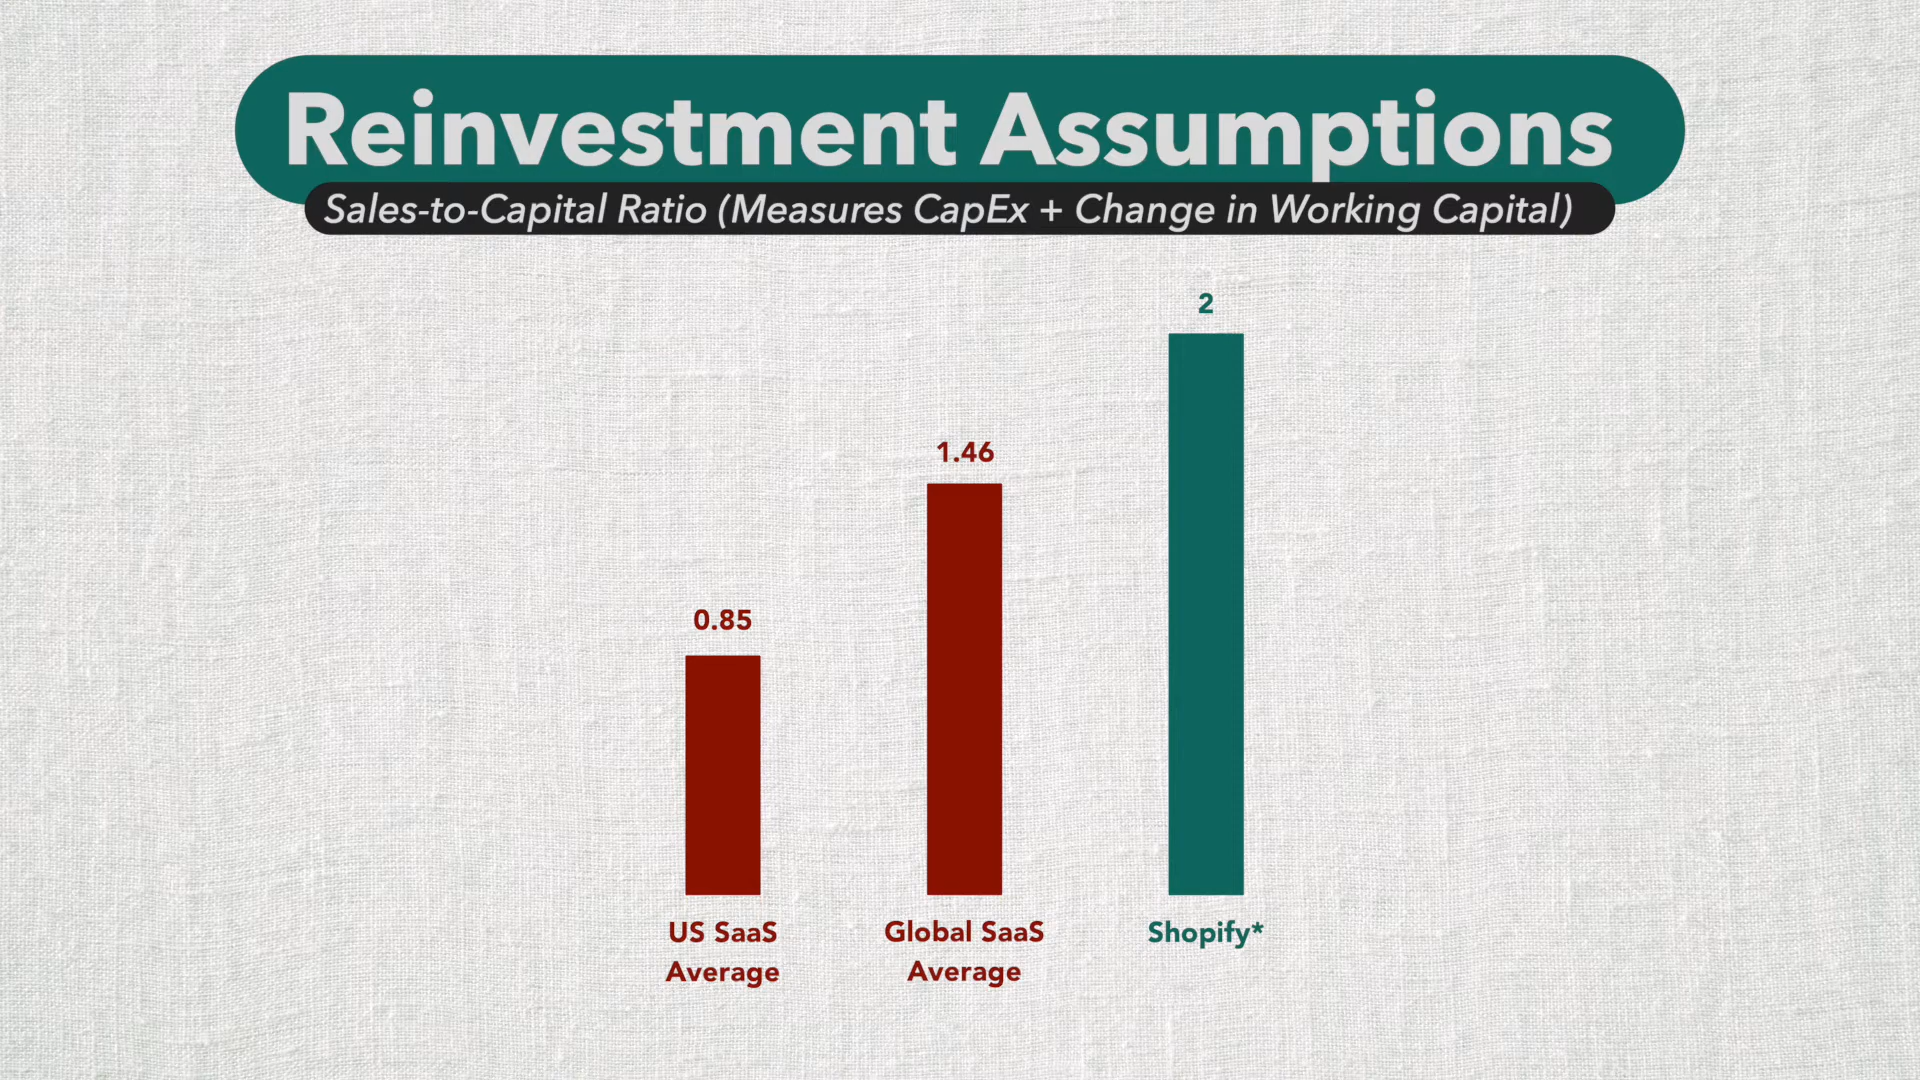 Reinvestment Assumptions
Sales-to-Capital Ratio (Measures CapEx + Change in Working Capital)
2
1.46
0.85
US SaaS
Average
Global SaaS
Average
Shopify*